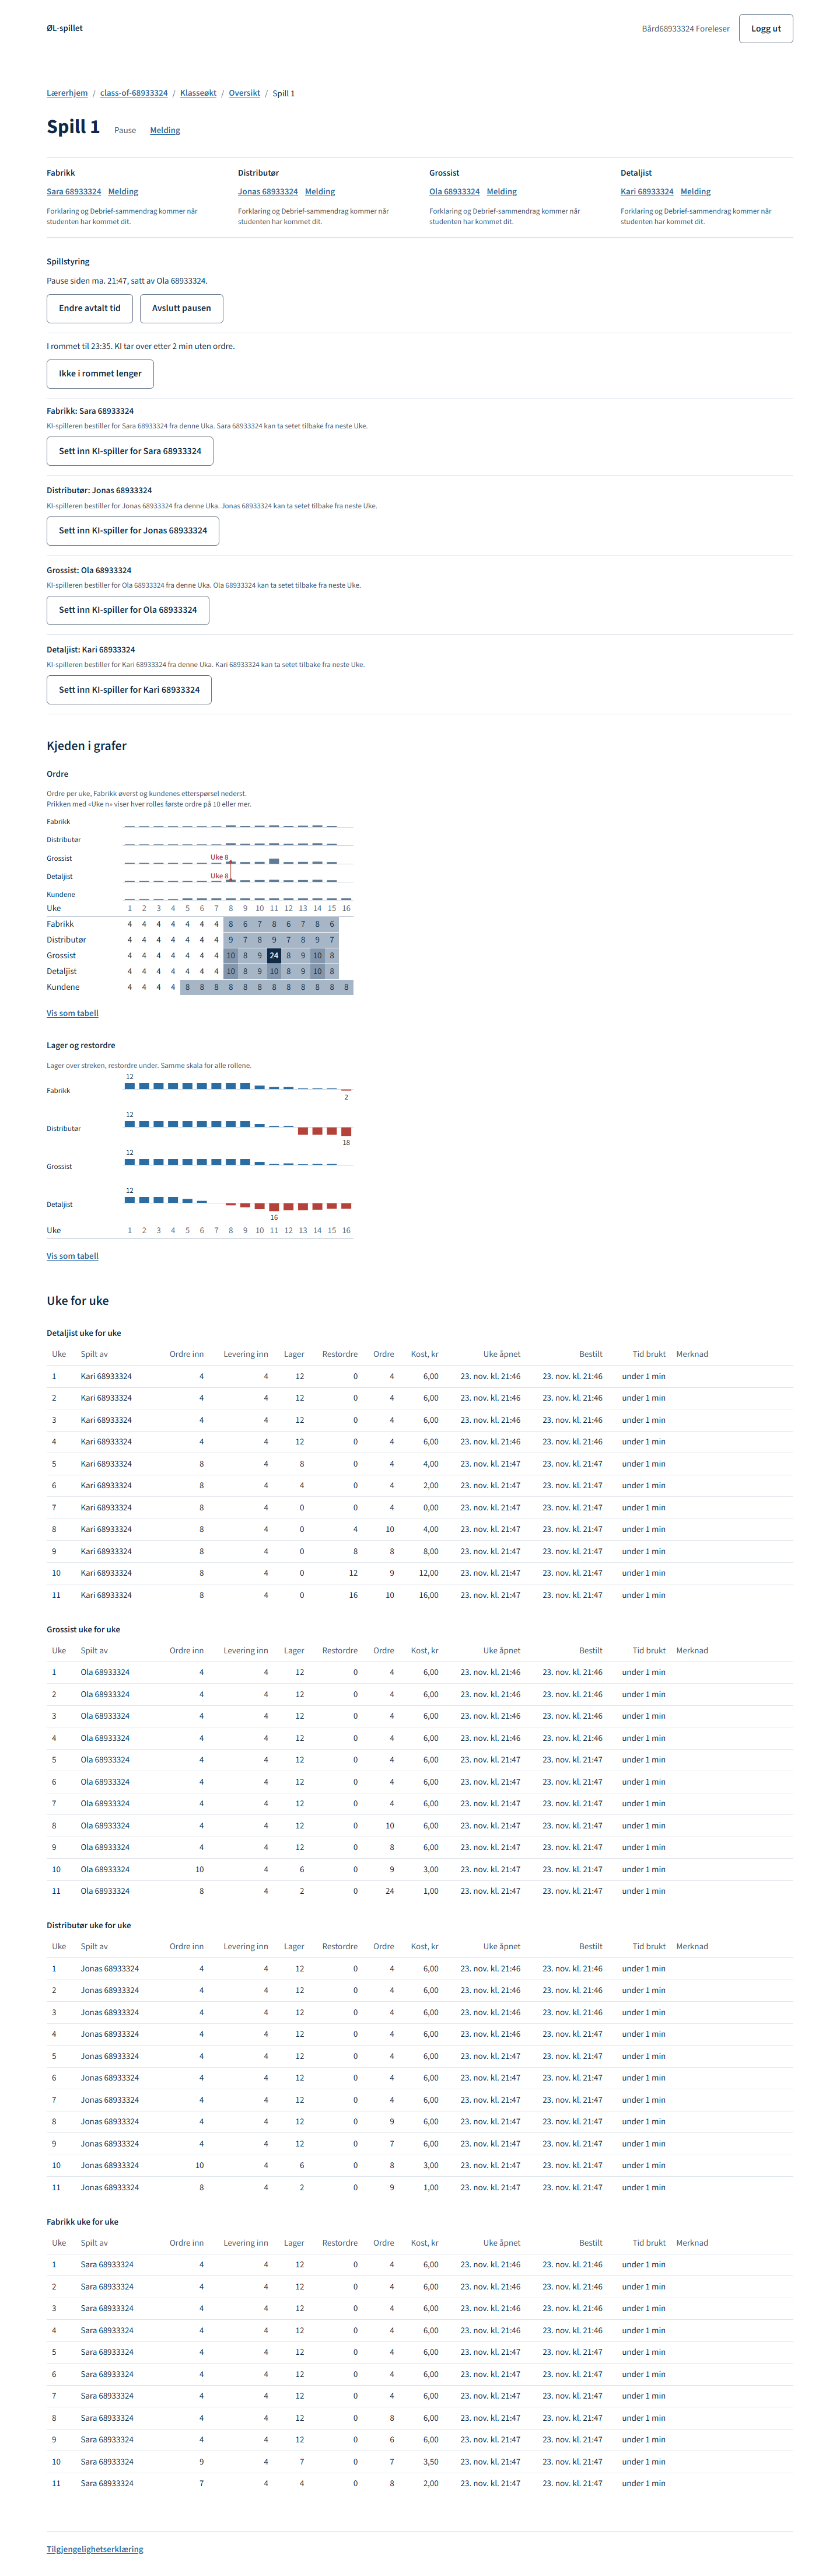 ØL-spillet
Bård68933324 Foreleser
Logg ut
Lærerhjem / class-of-68933324 / Klasseøkt / Oversikt / Spill 1
Spill 1 Pause Melding
Fabrikk Distributør Grossist Detaljist
Sara 68933324 Melding Jonas 68933324 Melding Ola 68933324 Melding Kari 68933324 Melding
Forklaring og Debrief-sammendrag kommer når Forklaring og Debrief-sammendrag kommer når Forklaring og Debrief-sammendrag kommer når Forklaring og Debrief-sammendrag kommer når
studenten har kommet dit. studenten har kommet dit. studenten har kommet dit. studenten har kommet dit.
Spillstyring
Pause siden ma. 21:47, satt av Ola 68933324.
Endre avtalt tid Avslutt pausen
I rommet til 23:35. KI tar over etter 2 min uten ordre.
Ikke i rommet lenger
Fabrikk: Sara 68933324
KI-spilleren bestiller for Sara 68933324 fra denne Uka. Sara 68933324 kan ta setet tilbake fra neste Uke.
Sett inn KI-spiller for Sara 68933324
Distributør: Jonas 68933324
KI-spilleren bestiller for Jonas 68933324 fra denne Uka. Jonas 68933324 kan ta setet tilbake fra neste Uke.
Sett inn KI-spiller for Jonas 68933324
Grossist: Ola 68933324
KI-spilleren bestiller for Ola 68933324 fra denne Uka. Ola 68933324 kan ta setet tilbake fra neste Uke.
Sett inn KI-spiller for Ola 68933324
Detaljist: Kari 68933324
KI-spilleren bestiller for Kari 68933324 fra denne Uka. Kari 68933324 kan ta setet tilbake fra neste Uke.
Sett inn KI-spiller for Kari 68933324
Kjeden i grafer
Ordre
Ordre per uke, Fabrikk øverst og kundenes etterspørsel nederst.
Prikken med «Uke n» viser hver rolles første ordre på 10 eller mer.
Fabrikk
Distributør
Grossist Uke 8
Detaljist Uke 8
Kundene
Uke 1 2 3 4 5 6 7 8 9 10 11 12 13 14 15 16
Fabrikk 4 4 4 4 4 4 4 8 6 7 8 6 7 8 6
Distributør 4 4 4 4 4 4 4 9 7 8 9 7 8 9 7
Grossist 4 4 4 4 4 4 4 10 8 9 24 8 9 10 8
Detaljist 4 4 4 4 4 4 4 10 8 9 10 8 9 10 8
Kundene 4 4 4 4 8 8 8 8 8 8 8 8 8 8 8 8
Vis som tabell
Lager og restordre
Lager over streken, restordre under. Samme skala for alle rollene.
12
Fabrikk
2
12
Distributør
18
12
Grossist
12
Detaljist
16
Uke 1 2 3 4 5 6 7 8 9 10 11 12 13 14 15 16
Vis som tabell
Uke for uke
Detaljist uke for uke
Uke Spilt av Ordre inn Levering inn Lager Restordre Ordre Kost, kr Uke åpnet Bestilt Tid brukt Merknad
1 Kari 68933324 4 4 12 0 4 6,00 23. nov. kl. 21:46 23. nov. kl. 21:46 under 1 min
2 Kari 68933324 4 4 12 0 4 6,00 23. nov. kl. 21:46 23. nov. kl. 21:46 under 1 min
3 Kari 68933324 4 4 12 0 4 6,00 23. nov. kl. 21:46 23. nov. kl. 21:46 under 1 min
4 Kari 68933324 4 4 12 0 4 6,00 23. nov. kl. 21:46 23. nov. kl. 21:46 under 1 min
5 Kari 68933324 8 4 8 0 4 4,00 23. nov. kl. 21:47 23. nov. kl. 21:47 under 1 min
6 Kari 68933324 8 4 4 0 4 2,00 23. nov. kl. 21:47 23. nov. kl. 21:47 under 1 min
7 Kari 68933324 8 4 0 0 4 0,00 23. nov. kl. 21:47 23. nov. kl. 21:47 under 1 min
8 Kari 68933324 8 4 0 4 10 4,00 23. nov. kl. 21:47 23. nov. kl. 21:47 under 1 min
9 Kari 68933324 8 4 0 8 8 8,00 23. nov. kl. 21:47 23. nov. kl. 21:47 under 1 min
10 Kari 68933324 8 4 0 12 9 12,00 23. nov. kl. 21:47 23. nov. kl. 21:47 under 1 min
11 Kari 68933324 8 4 0 16 10 16,00 23. nov. kl. 21:47 23. nov. kl. 21:47 under 1 min
Grossist uke for uke
Uke Spilt av Ordre inn Levering inn Lager Restordre Ordre Kost, kr Uke åpnet Bestilt Tid brukt Merknad
1 Ola 68933324 4 4 12 0 4 6,00 23. nov. kl. 21:46 23. nov. kl. 21:46 under 1 min
2 Ola 68933324 4 4 12 0 4 6,00 23. nov. kl. 21:46 23. nov. kl. 21:46 under 1 min
3 Ola 68933324 4 4 12 0 4 6,00 23. nov. kl. 21:46 23. nov. kl. 21:46 under 1 min
4 Ola 68933324 4 4 12 0 4 6,00 23. nov. kl. 21:46 23. nov. kl. 21:46 under 1 min
5 Ola 68933324 4 4 12 0 4 6,00 23. nov. kl. 21:47 23. nov. kl. 21:47 under 1 min
6 Ola 68933324 4 4 12 0 4 6,00 23. nov. kl. 21:47 23. nov. kl. 21:47 under 1 min
7 Ola 68933324 4 4 12 0 4 6,00 23. nov. kl. 21:47 23. nov. kl. 21:47 under 1 min
8 Ola 68933324 4 4 12 0 10 6,00 23. nov. kl. 21:47 23. nov. kl. 21:47 under 1 min
9 Ola 68933324 4 4 12 0 8 6,00 23. nov. kl. 21:47 23. nov. kl. 21:47 under 1 min
10 Ola 68933324 10 4 6 0 9 3,00 23. nov. kl. 21:47 23. nov. kl. 21:47 under 1 min
11 Ola 68933324 8 4 2 0 24 1,00 23. nov. kl. 21:47 23. nov. kl. 21:47 under 1 min
Distributør uke for uke
Uke Spilt av Ordre inn Levering inn Lager Restordre Ordre Kost, kr Uke åpnet Bestilt Tid brukt Merknad
1 Jonas 68933324 4 4 12 0 4 6,00 23. nov. kl. 21:46 23. nov. kl. 21:46 under 1 min
2 Jonas 68933324 4 4 12 0 4 6,00 23. nov. kl. 21:46 23. nov. kl. 21:46 under 1 min
3 Jonas 68933324 4 4 12 0 4 6,00 23. nov. kl. 21:46 23. nov. kl. 21:46 under 1 min
4 Jonas 68933324 4 4 12 0 4 6,00 23. nov. kl. 21:46 23. nov. kl. 21:47 under 1 min
5 Jonas 68933324 4 4 12 0 4 6,00 23. nov. kl. 21:47 23. nov. kl. 21:47 under 1 min
6 Jonas 68933324 4 4 12 0 4 6,00 23. nov. kl. 21:47 23. nov. kl. 21:47 under 1 min
7 Jonas 68933324 4 4 12 0 4 6,00 23. nov. kl. 21:47 23. nov. kl. 21:47 under 1 min
8 Jonas 68933324 4 4 12 0 9 6,00 23. nov. kl. 21:47 23. nov. kl. 21:47 under 1 min
9 Jonas 68933324 4 4 12 0 7 6,00 23. nov. kl. 21:47 23. nov. kl. 21:47 under 1 min
10 Jonas 68933324 10 4 6 0 8 3,00 23. nov. kl. 21:47 23. nov. kl. 21:47 under 1 min
11 Jonas 68933324 8 4 2 0 9 1,00 23. nov. kl. 21:47 23. nov. kl. 21:47 under 1 min
Fabrikk uke for uke
Uke Spilt av Ordre inn Levering inn Lager Restordre Ordre Kost, kr Uke åpnet Bestilt Tid brukt Merknad
1 Sara 68933324 4 4 12 0 4 6,00 23. nov. kl. 21:46 23. nov. kl. 21:46 under 1 min
2 Sara 68933324 4 4 12 0 4 6,00 23. nov. kl. 21:46 23. nov. kl. 21:46 under 1 min
3 Sara 68933324 4 4 12 0 4 6,00 23. nov. kl. 21:46 23. nov. kl. 21:46 under 1 min
4 Sara 68933324 4 4 12 0 4 6,00 23. nov. kl. 21:46 23. nov. kl. 21:46 under 1 min
5 Sara 68933324 4 4 12 0 4 6,00 23. nov. kl. 21:47 23. nov. kl. 21:47 under 1 min
6 Sara 68933324 4 4 12 0 4 6,00 23. nov. kl. 21:47 23. nov. kl. 21:47 under 1 min
7 Sara 68933324 4 4 12 0 4 6,00 23. nov. kl. 21:47 23. nov. kl. 21:47 under 1 min
8 Sara 68933324 4 4 12 0 8 6,00 23. nov. kl. 21:47 23. nov. kl. 21:47 under 1 min
9 Sara 68933324 4 4 12 0 6 6,00 23. nov. kl. 21:47 23. nov. kl. 21:47 under 1 min
10 Sara 68933324 9 4 7 0 7 3,50 23. nov. kl. 21:47 23. nov. kl. 21:47 under 1 min
11 Sara 68933324 7 4 4 0 8 2,00 23. nov. kl. 21:47 23. nov. kl. 21:47 under 1 min
Tilgjengelighetserklæring